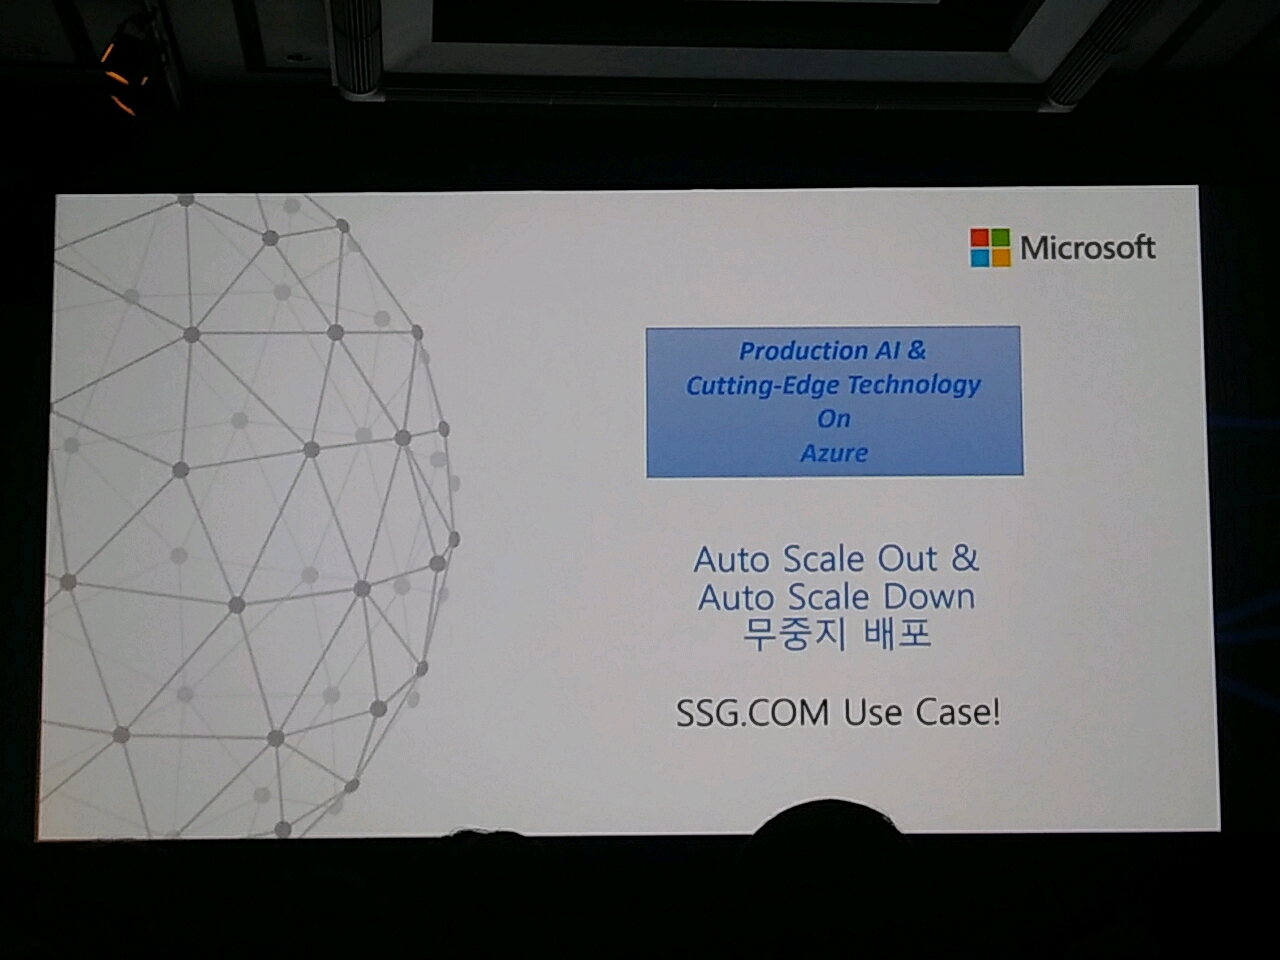 Microsoft
Production AI &
Cutting-Edge Technology
On
Azure
Auto Scale Out &
Auto Scale Down
무중지 배포
SSG.COM Use Case!